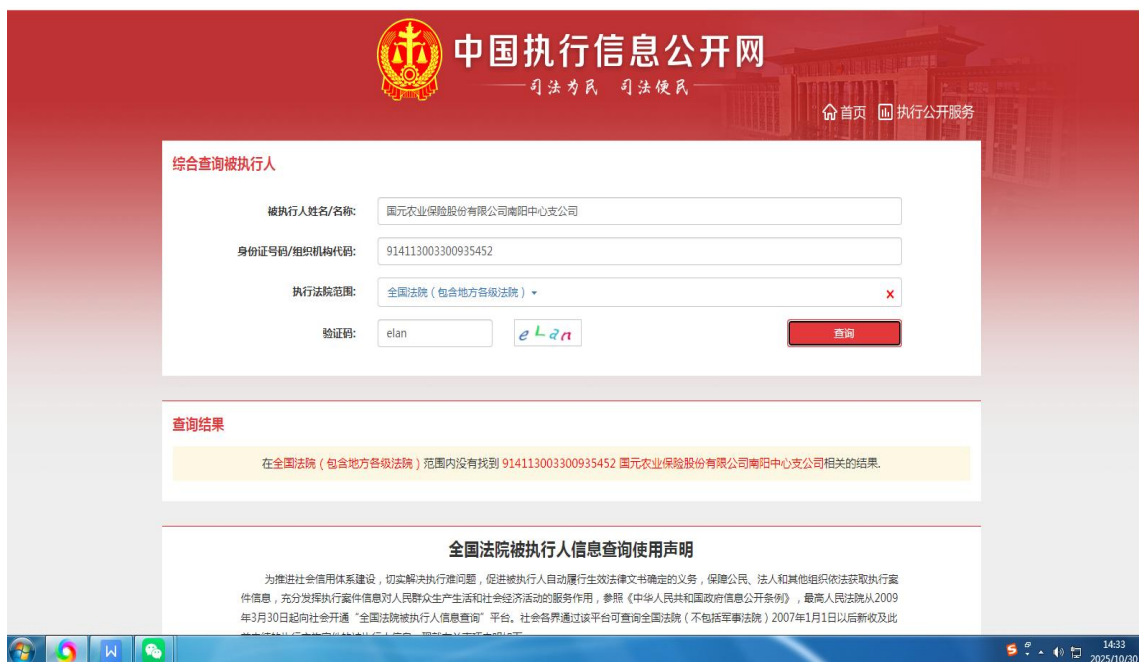 中国执行信息公开网
司法为民 司法便民
首页 执行公开服务
综合查询被执行人
被执行人姓名/名称: 国元农业保险股份有限公司南阳中心支公司
身份证号码/组织机构代码: 914113003300935452
执行法院范围: 全国法院（包含地方各级法院）
验证码: elan eLan 查询
查询结果
在全国法院（包含地方各级法院）范围内没有找到 914113003300935452 国元农业保险股份有限公司南阳中心支公司相关的结果.
全国法院被执行人信息查询使用声明
为推进社会信用体系建设，切实解决执行难问题，促进被执行人自动履行生效法律文书确定的义务，保障公民、法人和其他组织依法获取执行案
件信息，充分发挥执行案件信息对人民群众生产生活和社会经济活动的服务作用，参照《中华人民共和国政府信息公开条例》，最高人民法院从2009
年3月30日起向社会开通“全国法院被执行人信息查询”平台。社会各界通过该平台可查询全国法院（不包括军事法院）2007年1月1日以后新收及此
14:33
2025/10/30